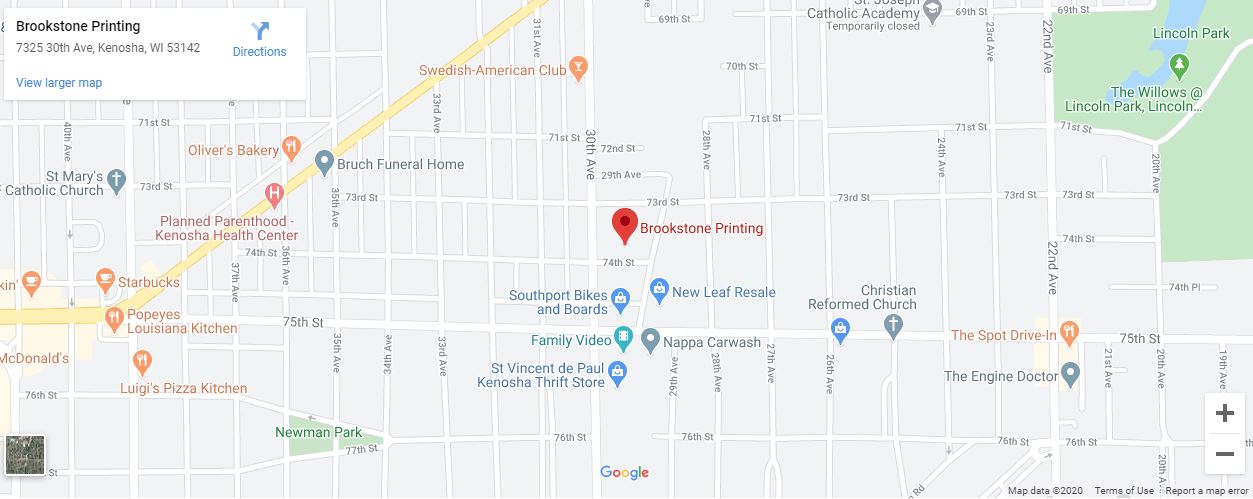 Brookstone Printing
7325 30th Ave, Kenosha, WI 53142
Directions
View larger map
St. Joseph
Catholic Academy
Temporarily closed
69th St
69th St
31st Ave
23rd Ave
22nd Ave
Lincoln Park
Swedish-American Club
70th St
The Willows @
Lincoln Park, Lincoln...
33rd Ave
40th Ave
71st St
71st St
71st St
71st St
71st St
30th Ave
28th Ave
24th Ave
20th Ave
Oliver's Bakery
72nd St
Bruch Funeral Home
29th Ave
St Mary's
Catholic Church
73rd St
73rd St
73rd St
73rd St
35th Ave
Planned Parenthood -
Kenosha Health Center
Brookstone Printing
74th St
74th St
74th St
37th Ave
36th Ave
22nd Ave
kin'
Starbucks
74th Pl
Southport Bikes
and Boards
New Leaf Resale
Christian
Reformed Church
Popeyes
Louisiana Kitchen
75th St
Family Video
Nappa Carwash
The Spot Drive-In
75th St
McDonald's
35th Ave
34th Ave
33rd Ave
29th Ave
27th Ave
26th Ave
21st Ave
20th Ave
19th Ave
St Vincent de Paul
Kenosha Thrift Store
The Engine Doctor
Luigi's Pizza Kitchen
76th St
Newman Park
77th St
76th St
76th St
76th St
76th St
20th
Rd
Google
Map data ©2020
Terms of Use
Report a map error